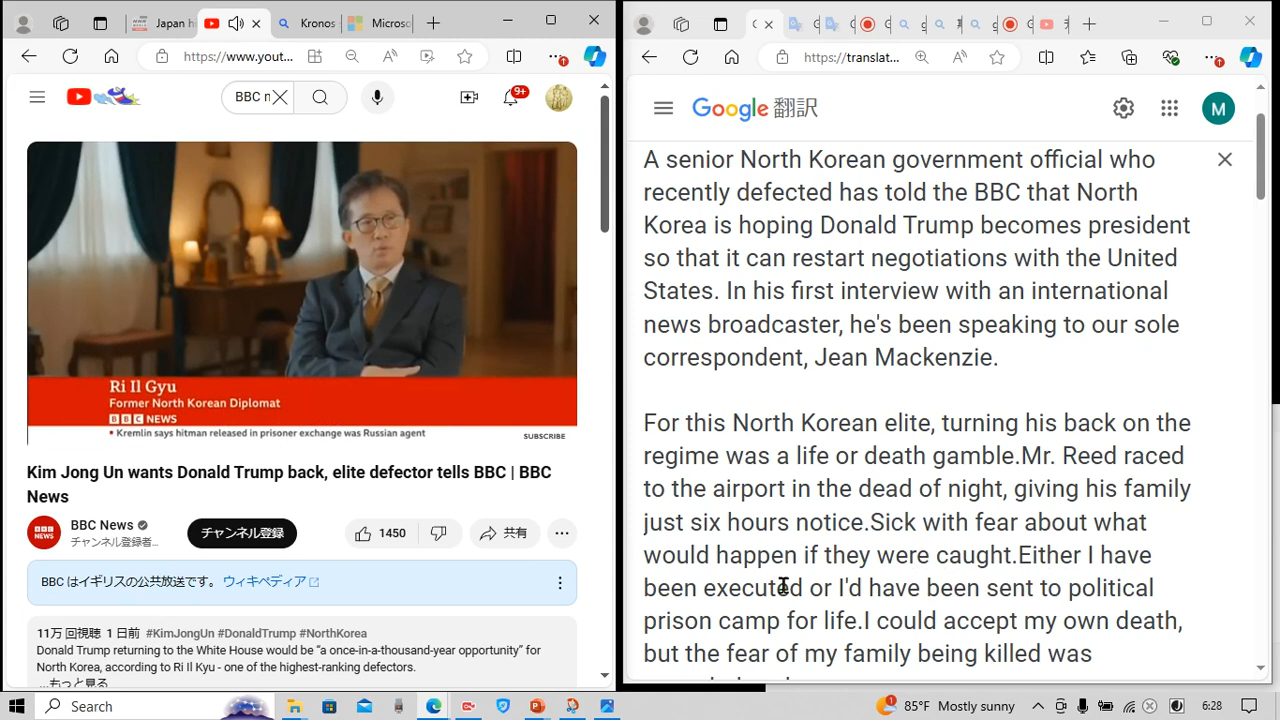 Japan h
Kronos
Microsc
https://www.yout...
BBC n
9+
Ri Il Gyu
Former North Korean Diplomat
BBC NEWS
Kremlin says hitman released in prisoner exchange was Russian agent
SUBSCRIBE
Kim Jong Un wants Donald Trump back, elite defector tells BBC | BBC
News
BBC NEWS
BBC News
チャンネル登録者...
チャンネル登録
1450
共有
BBC はイギリスの公共放送です。 ウィキペディア
11万 回視聴 1 日前 #KimJongUn #DonaldTrump #NorthKorea
Donald Trump returning to the White House would be “a once-in-a-thousand-year opportunity” for
North Korea, according to Ri Il Kyu - one of the highest-ranking defectors.
...もっと見る
https://translat...
Google 翻訳
M
A senior North Korean government official who
recently defected has told the BBC that North
Korea is hoping Donald Trump becomes president
so that it can restart negotiations with the United
States. In his first interview with an international
news broadcaster, he's been speaking to our sole
correspondent, Jean Mackenzie.
For this North Korean elite, turning his back on the
regime was a life or death gamble.Mr. Reed raced
to the airport in the dead of night, giving his family
just six hours notice.Sick with fear about what
would happen if they were caught.Either I have
been executed or I'd have been sent to political
prison camp for life.I could accept my own death,
but the fear of my family being killed was
Search
1
85°F Mostly sunny
6:28